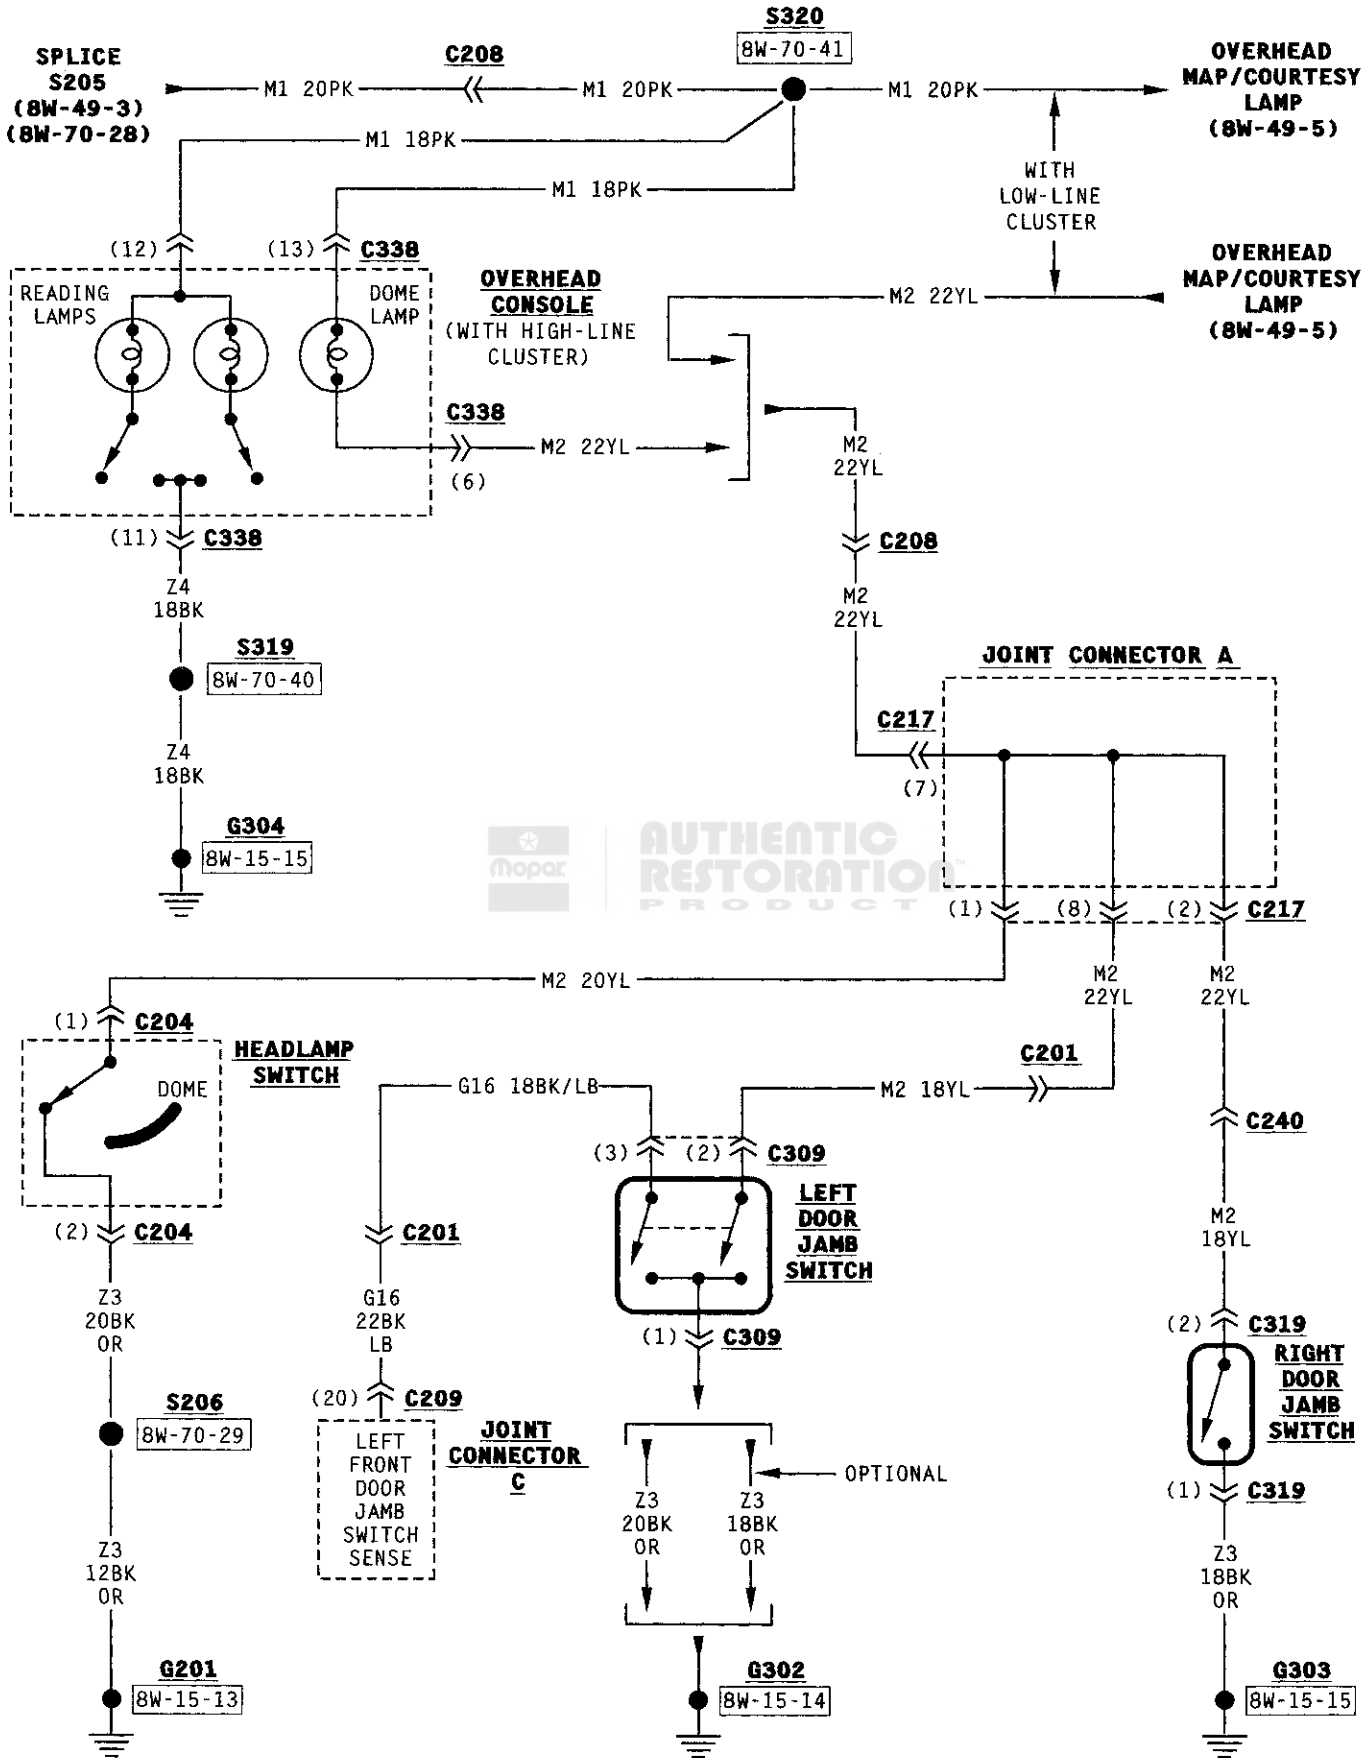 S320
8W-70-41
SPLICE
S205
(8W-49-3)
(8W-70-28)
C208
M1 20PK
M1 20PK
M1 20PK
OVERHEAD
MAP/COURTESY
LAMP
(8W-49-5)
M1 18PK
M1 18PK
WITH
LOW-LINE
CLUSTER
(12)
(13)
C338
READING
LAMPS
DOME
LAMP
OVERHEAD
CONSOLE
(WITH HIGH-LINE
CLUSTER)
M2 22YL
OVERHEAD
MAP/COURTESY
LAMP
(8W-49-5)
C338
M2 22YL
(6)
M2
22YL
(11)
C338
C208
Z4
18BK
M2
22YL
S319
8W-70-40
JOINT CONNECTOR A
C217
(7)
Z4
18BK
G304
8W-15-15
Mopar
AUTHENTIC
RESTORATION™
PRODUCT
(1)
(8)
(2)
C217
M2 20YL
M2
22YL
M2
22YL
(1)
C204
HEADLAMP
SWITCH
DOME
C201
G16 18BK/LB
M2 18YL
C240
(3)
(2)
C309
LEFT
DOOR
JAMB
SWITCH
(2)
C204
C201
M2
18YL
Z3
20BK
OR
G16
22BK
LB
(1)
C309
(2)
C319
RIGHT
DOOR
JAMB
SWITCH
(20)
C209
S206
8W-70-29
JOINT
CONNECTOR
C
LEFT
FRONT
DOOR
JAMB
SWITCH
SENSE
OPTIONAL
Z3
20BK
OR
Z3
18BK
OR
(1)
C319
Z3
12BK
OR
Z3
18BK
OR
G201
8W-15-13
G302
8W-15-14
G303
8W-15-15